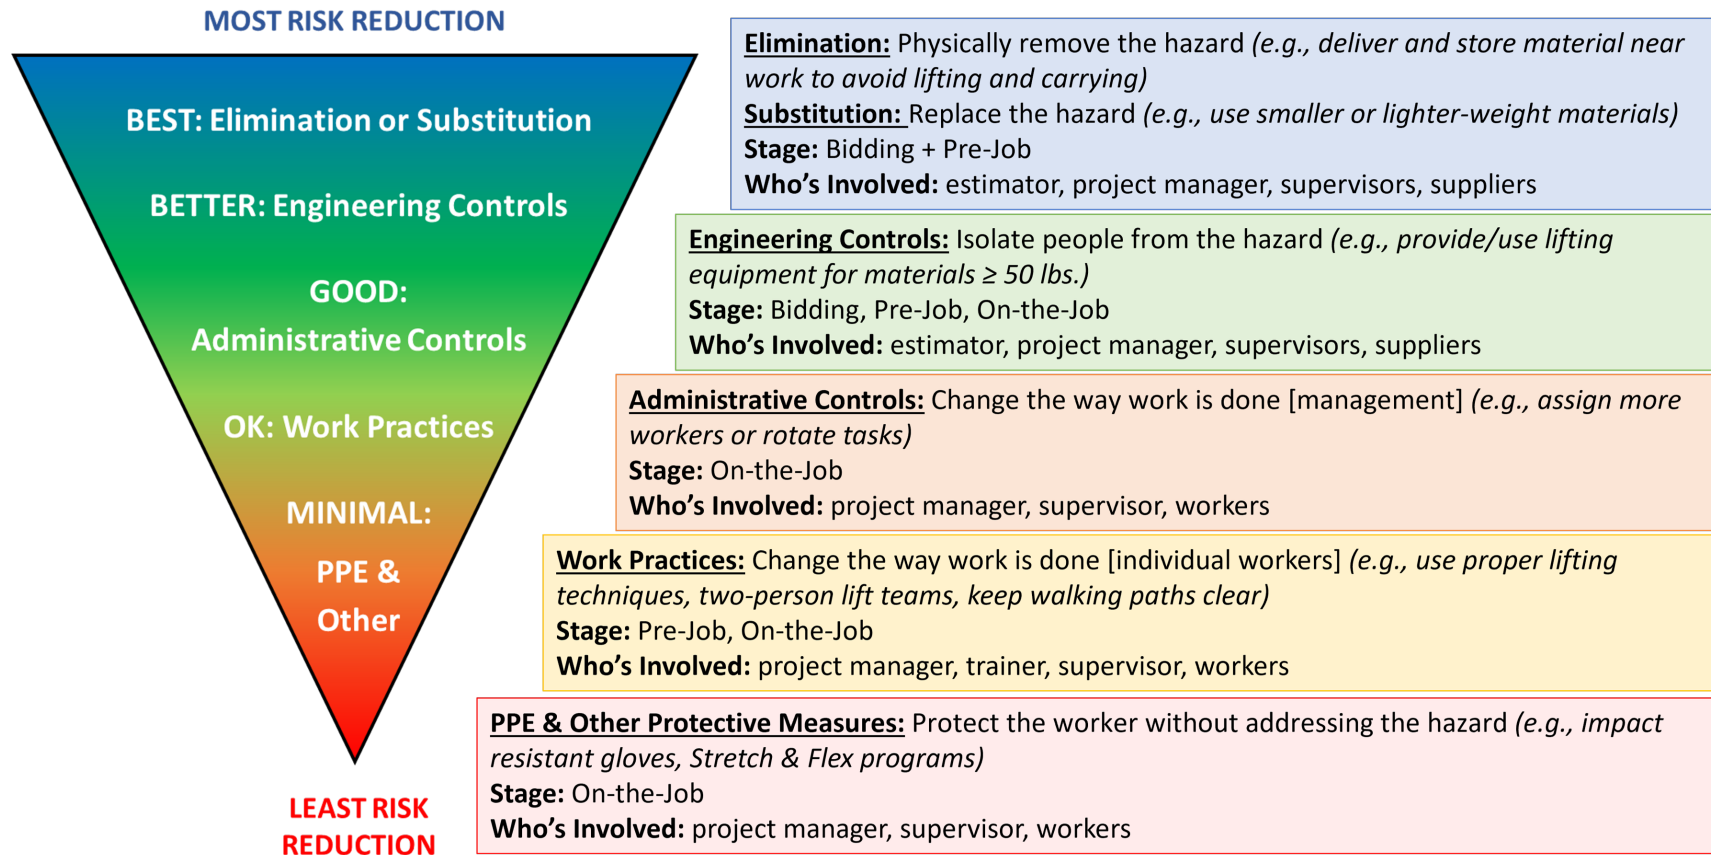 MOST RISK REDUCTION
BEST: Elimination or Substitution
BETTER: Engineering Controls
GOOD:
Administrative Controls
OK: Work Practices
MINIMAL:
PPE &
Other
LEAST RISK
REDUCTION
Elimination: Physically remove the hazard (e.g., deliver and store material near
work to avoid lifting and carrying)
Substitution: Replace the hazard (e.g., use smaller or lighter-weight materials)
Stage: Bidding + Pre-Job
Who's Involved: estimator, project manager, supervisors, suppliers
Engineering Controls: Isolate people from the hazard (e.g., provide/use lifting
equipment for materials ≥ 50 lbs.)
Stage: Bidding, Pre-Job, On-the-Job
Who's Involved: estimator, project manager, supervisors, suppliers
Administrative Controls: Change the way work is done [management] (e.g., assign more
workers or rotate tasks)
Stage: On-the-Job
Who's Involved: project manager, supervisor, workers
Work Practices: Change the way work is done [individual workers] (e.g., use proper lifting
techniques, two-person lift teams, keep walking paths clear)
Stage: Pre-Job, On-the-Job
Who's Involved: project manager, trainer, supervisor, workers
PPE & Other Protective Measures: Protect the worker without addressing the hazard (e.g., impact
resistant gloves, Stretch & Flex programs)
Stage: On-the-Job
Who's Involved: project manager, supervisor, workers